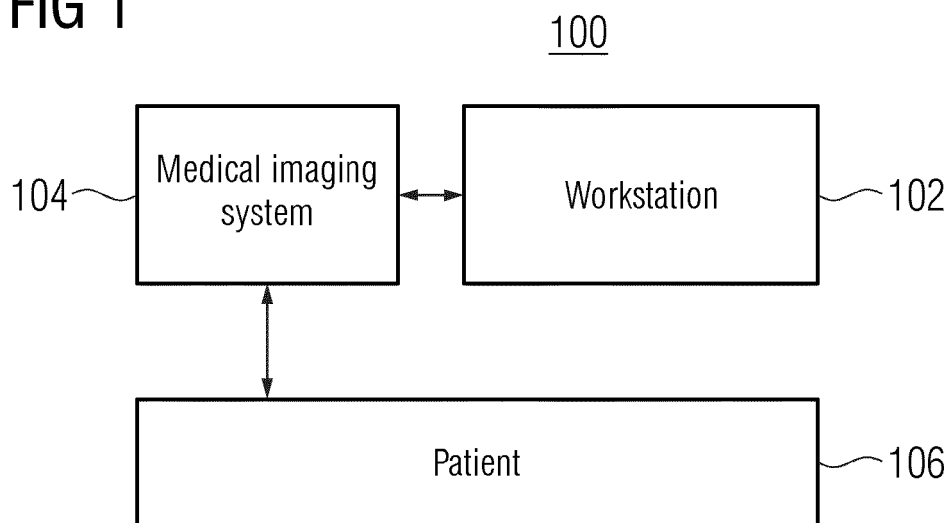 FIG 1
100
104
Medical imaging
system
Workstation
102
Patient
106